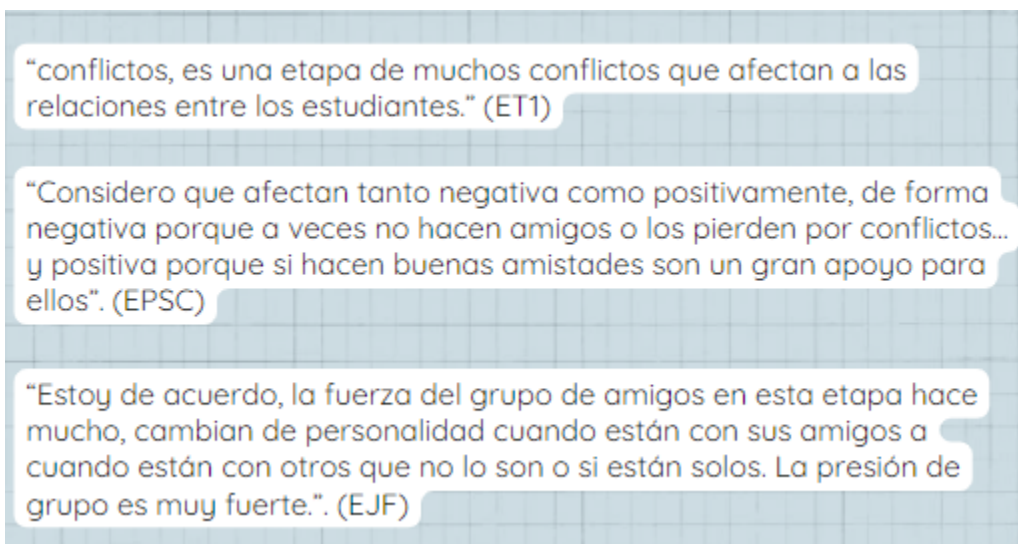 “conflictos, es una etapa de muchos conflictos que afectan a las
relaciones entre los estudiantes.” (ET1)
“Considero que afectan tanto negativa como positivamente, de forma
negativa porque a veces no hacen amigos o los pierden por conflictos...
y positiva porque si hacen buenas amistades son un gran apoyo para
ellos”. (EPSC)
“Estoy de acuerdo, la fuerza del grupo de amigos en esta etapa hace
mucho, cambian de personalidad cuando están con sus amigos a
cuando están con otros que no lo son o si están solos. La presión de
grupo es muy fuerte.”. (EJF)